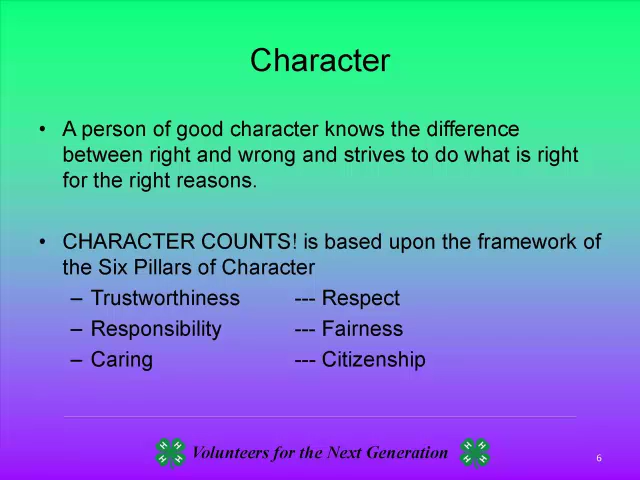 Character
• A person of good character knows the difference
between right and wrong and strives to do what is right
for the right reasons.
• CHARACTER COUNTS! is based upon the framework of
the Six Pillars of Character
– Trustworthiness --- Respect
– Responsibility --- Fairness
– Caring --- Citizenship
H H H H Volunteers for the Next Generation H H H H
6